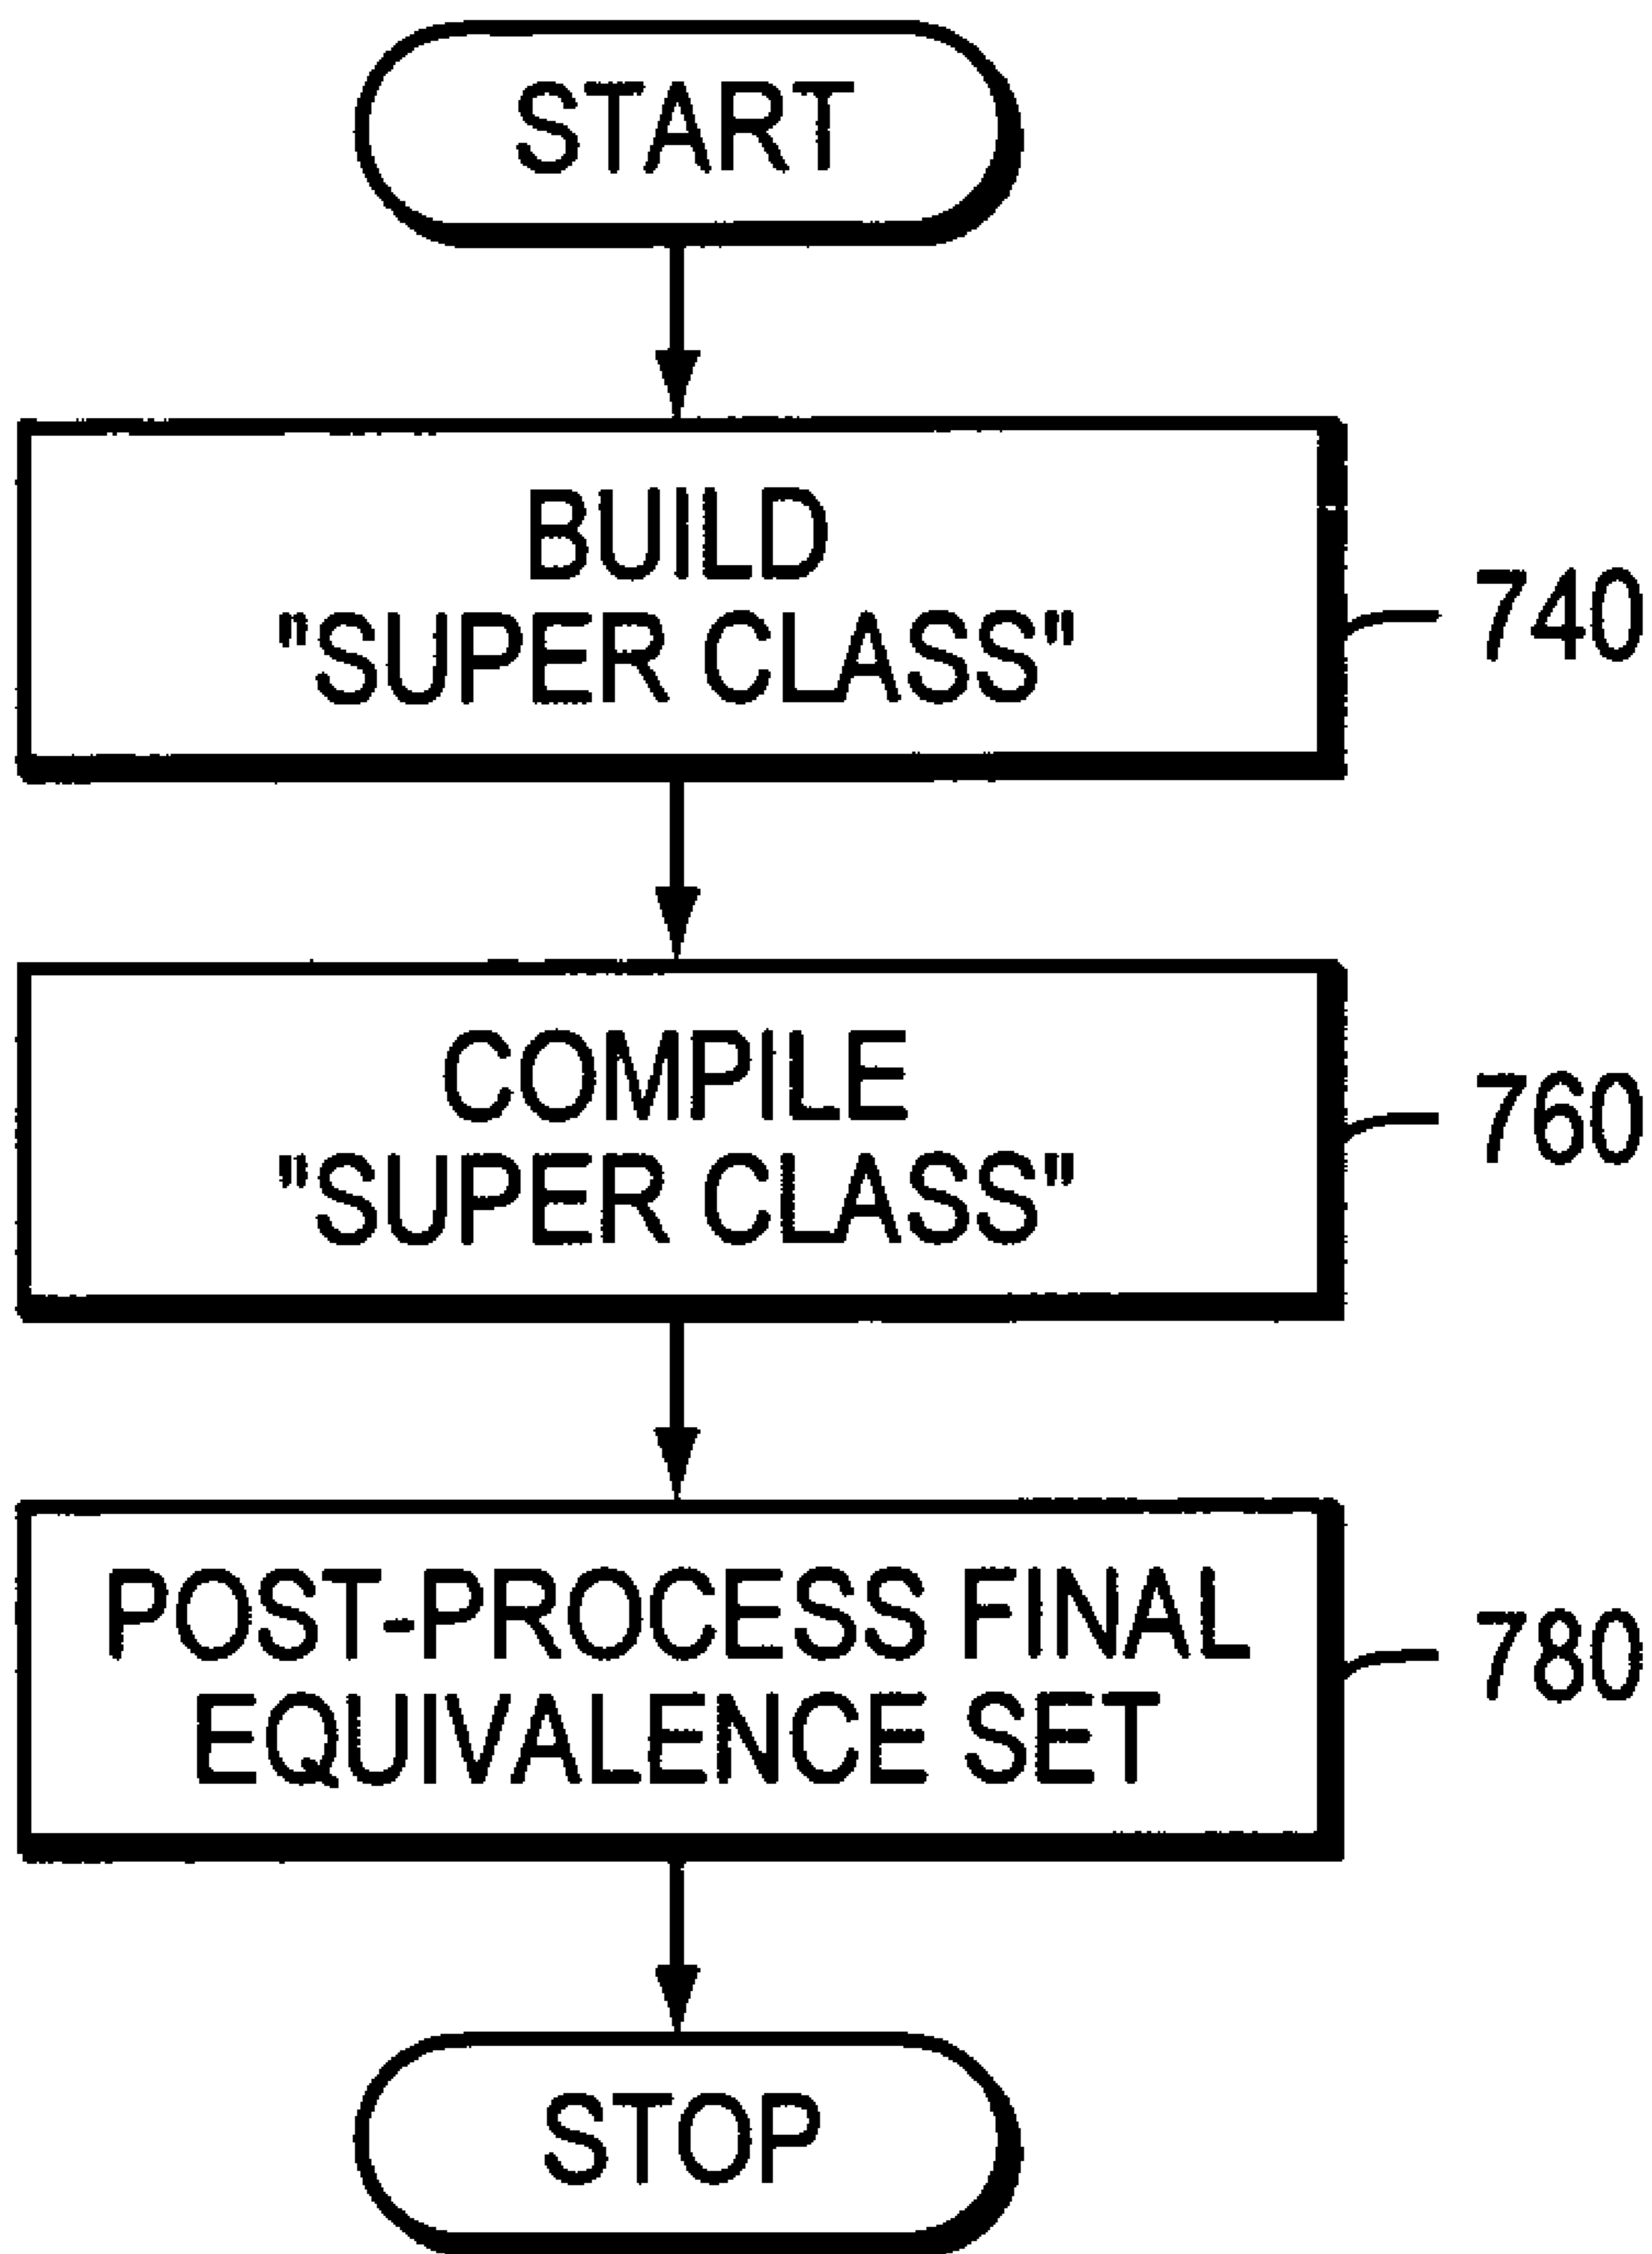 START
BUILD
"SUPER CLASS"
740
COMPILE
"SUPER CLASS"
760
POST-PROCESS FINAL
EQUIVALENCE SET
780
STOP